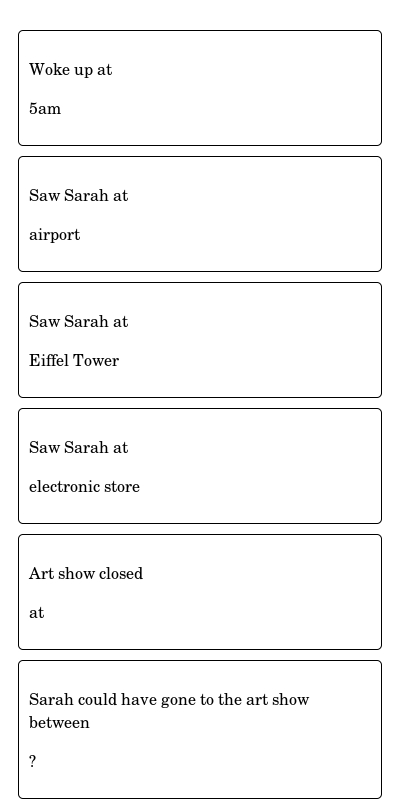 Woke up at
5am
Saw Sarah at
airport
Saw Sarah at
Eiffel Tower
Saw Sarah at
electronic store
Art show closed
at
Sarah could have gone to the art show
between
?